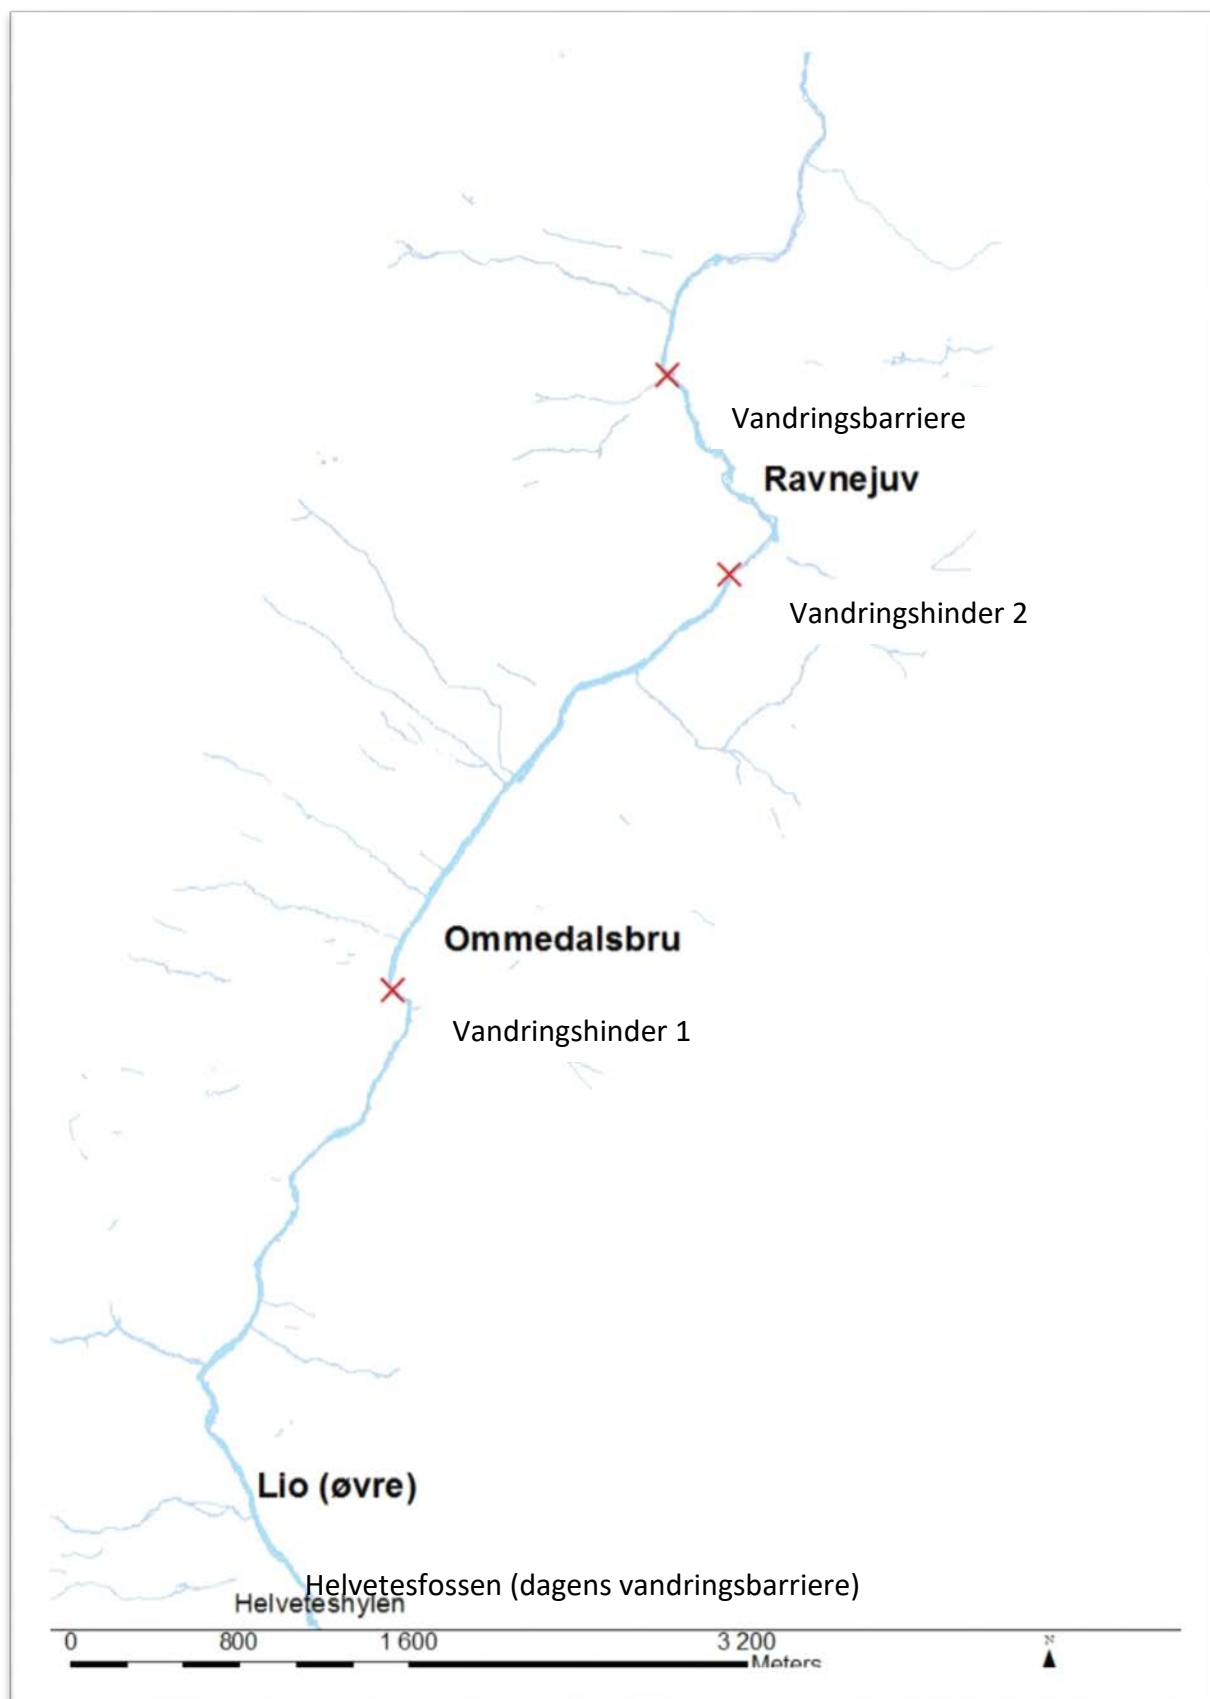 Vandringsbarriere
Ravnejuv
Vandringshinder 2
Ommedalsbru
Vandringshinder 1
Lio (øvre)
Helvetesfossen (dagens vandringsbarriere)
Helveteshylen
0 800 1 600 3 200
Meters
N